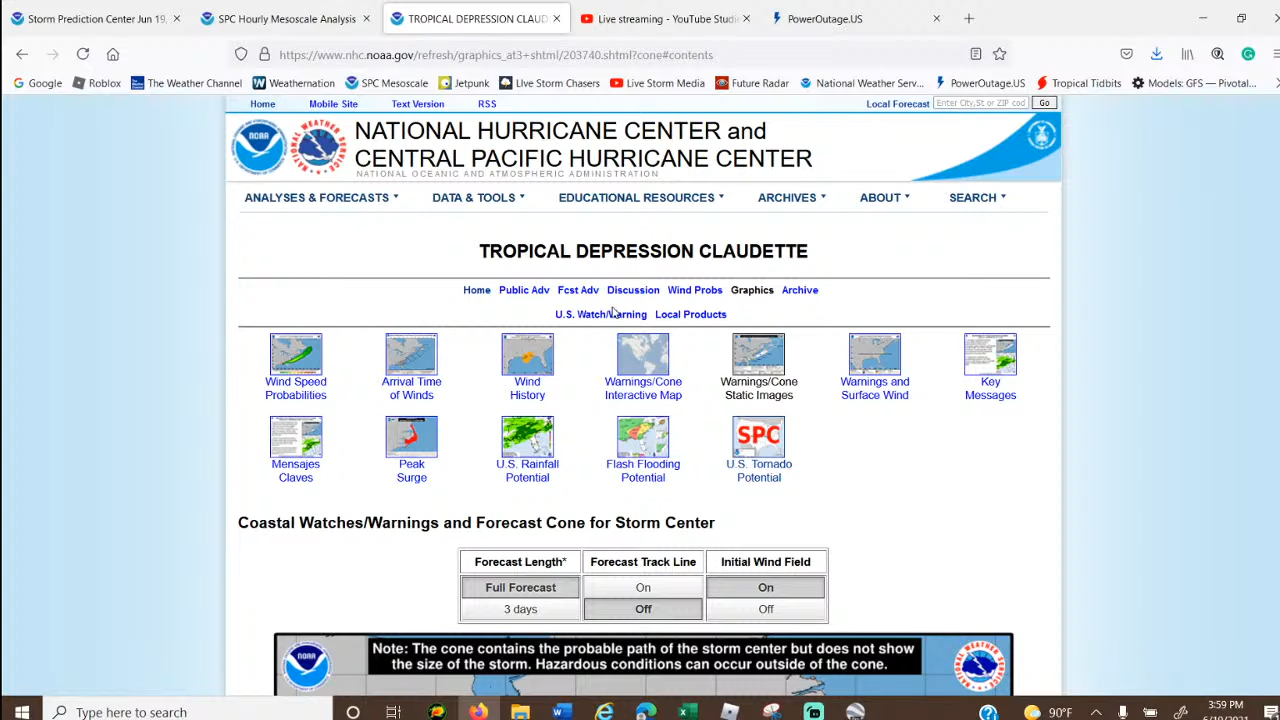 Storm Prediction Center Jun 19,
SPC Hourly Mesoscale Analysis
TROPICAL DEPRESSION CLAUD
Live streaming - YouTube Studi
PowerOutage.US
https://www.nhc.noaa.gov/refresh/graphics_at3+shtml/203740.shtml?cone#contents
Google Roblox The Weather Channel Weathernation SPC Mesoscale Jetpunk Live Storm Chasers Live Storm Media Future Radar National Weather Serv... PowerOutage.US Tropical Tidbits Models: GFS — Pivotal...
Home Mobile Site Text Version RSS Local Forecast Enter City,St or ZIP cod Go
NOAA
NATIONAL HURRICANE CENTER and
CENTRAL PACIFIC HURRICANE CENTER
NATIONAL OCEANIC AND ATMOSPHERIC ADMINISTRATION
ANALYSES & FORECASTS DATA & TOOLS EDUCATIONAL RESOURCES ARCHIVES ABOUT SEARCH
TROPICAL DEPRESSION CLAUDETTE
Home Public Adv Fcst Adv Discussion Wind Probs Graphics Archive
U.S. Watch/Warning Local Products
Wind Speed Probabilities
Arrival Time of Winds
Wind History
Warnings/Cone Interactive Map
Warnings/Cone Static Images
Warnings and Surface Wind
Key Messages
Mensajes Claves
Peak Surge
U.S. Rainfall Potential
Flash Flooding Potential
SPC
U.S. Tornado Potential
Coastal Watches/Warnings and Forecast Cone for Storm Center
Forecast Length* Forecast Track Line Initial Wind Field
Full Forecast On On
3 days Off Off
NOAA
Note: The cone contains the probable path of the storm center but does not show
the size of the storm. Hazardous conditions can occur outside of the cone.
Type here to search
90°F
3:59 PM